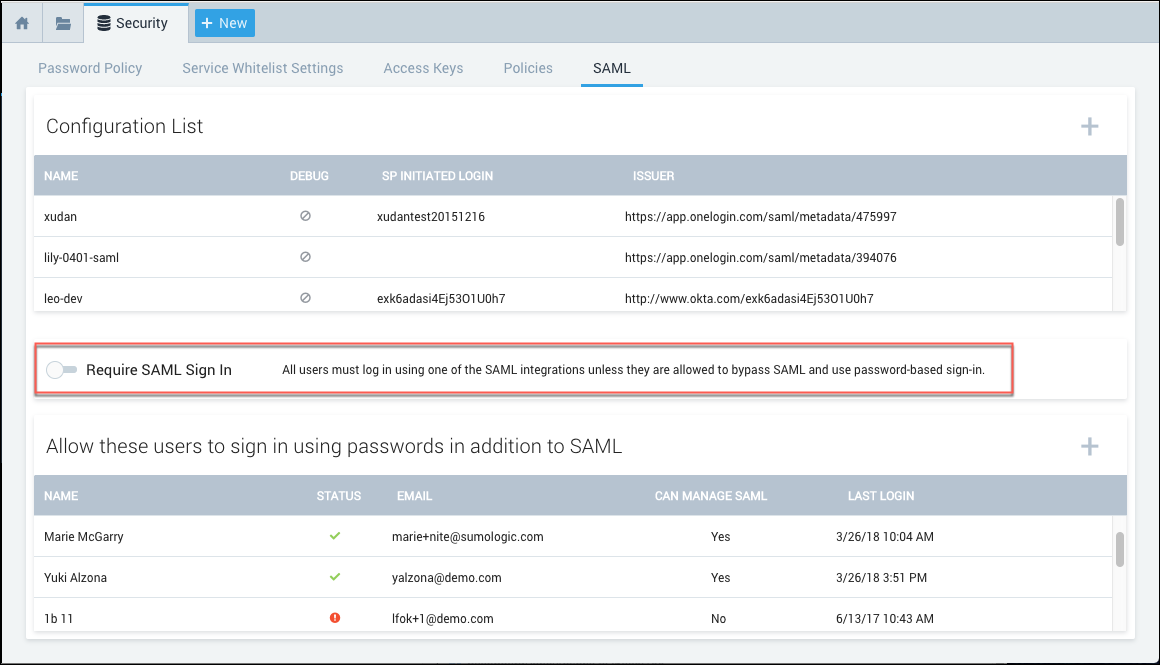 Security
+ New
Password Policy Service Whitelist Settings Access Keys Policies SAML
Configuration List
NAME DEBUG SP INITIATED LOGIN ISSUER
xudan xudantest20151216 https://app.onelogin.com/saml/metadata/475997
lily-0401-saml https://app.onelogin.com/saml/metadata/394076
leo-dev exk6adasi4Ej53O1U0h7 http://www.okta.com/exk6adasi4Ej53O1U0h7
Require SAML Sign In All users must log in using one of the SAML integrations unless they are allowed to bypass SAML and use password-based sign-in.
Allow these users to sign in using passwords in addition to SAML
NAME STATUS EMAIL CAN MANAGE SAML LAST LOGIN
Marie McGarry marie+nite@sumologic.com Yes 3/26/18 10:04 AM
Yuki Alzona yalzona@demo.com Yes 3/26/18 3:51 PM
1b 11 lfok+1@demo.com No 6/13/17 10:43 AM